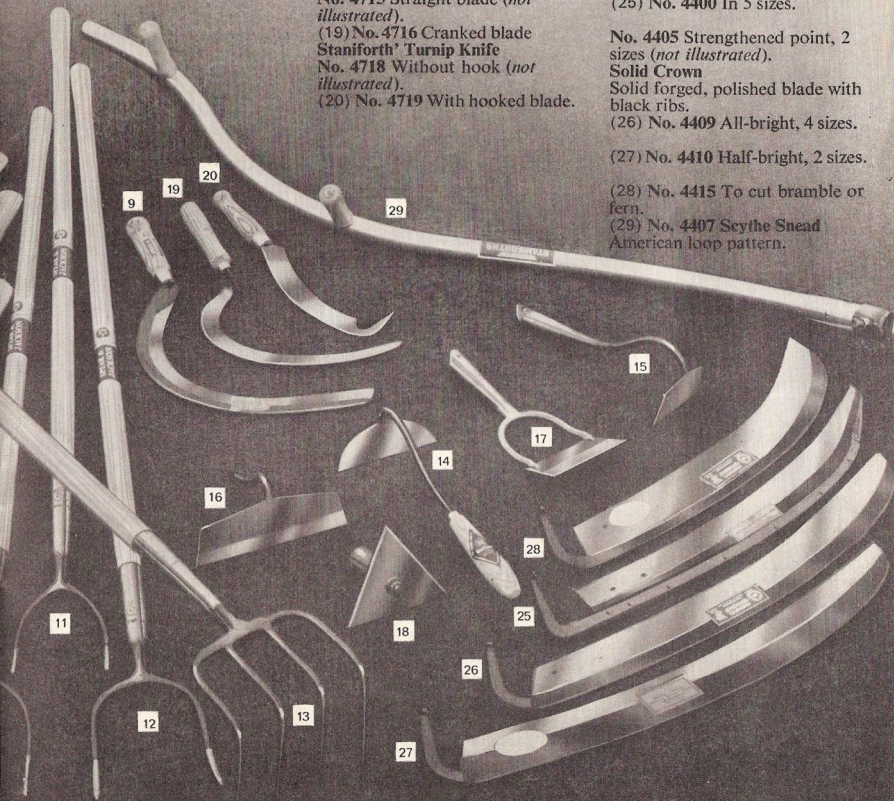 No. 4715 Straight blade (not
illustrated).
(19) No. 4716 Cranked blade
Staniforth' Turnip Knife
No. 4718 Without hook (not
illustrated).
(20) No. 4719 With hooked blade.
(25) No. 4400 In 5 sizes.
No. 4405 Strengthened point, 2
sizes (not illustrated).
Solid Crown
Solid forged, polished blade with
black ribs.
(26) No. 4409 All-bright, 4 sizes.
(27) No. 4410 Half-bright, 2 sizes.
(28) No. 4415 To cut bramble or
fern.
(29) No. 4407 Scythe Snead
American loop pattern.
9
19
20
29
15
17
14
16
28
18
25
11
26
12
13
27